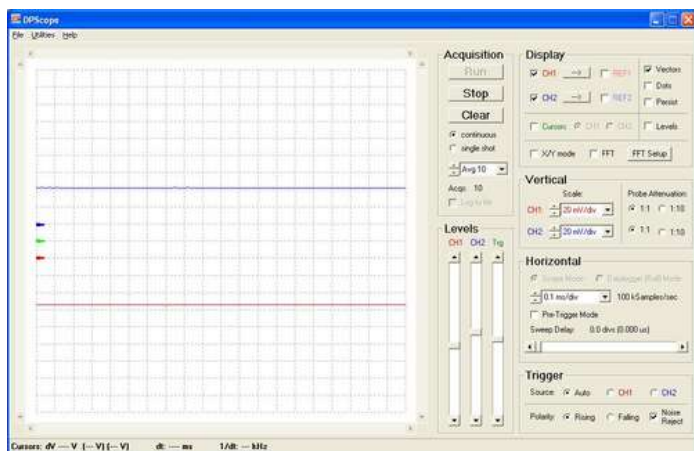 DPScope
File Utilities Help
Acquisition
Run
Stop
Clear
continuous
single shot
Avg 10
Acqs: 10
Levels
CH1 CH2 Trg
Display
CH1 --> REF1
CH2 --> REF2
Vectors
Dots
Persist
Cursors CH1 CH2 Levels
X/Y mode FFT FFT Setup
Vertical
Scale: Probe Attenuation:
CH1: 20 mV/div 1:1 1:10
CH2: 20 mV/div 1:1 1:10
Horizontal
Scope Mode Datalogger (Roll) Mode
0.1 ms/div 100 kSamples/sec
Pre-Trigger Mode
Sweep Delay: 0.0 divs (0.000 us)
Trigger
Source: Auto CH1 CH2
Polarity: Rising Falling Noise Reject
Cursors: dV --- V (-- V) (-- V) dt: --- ms 1/dt: -- kHz